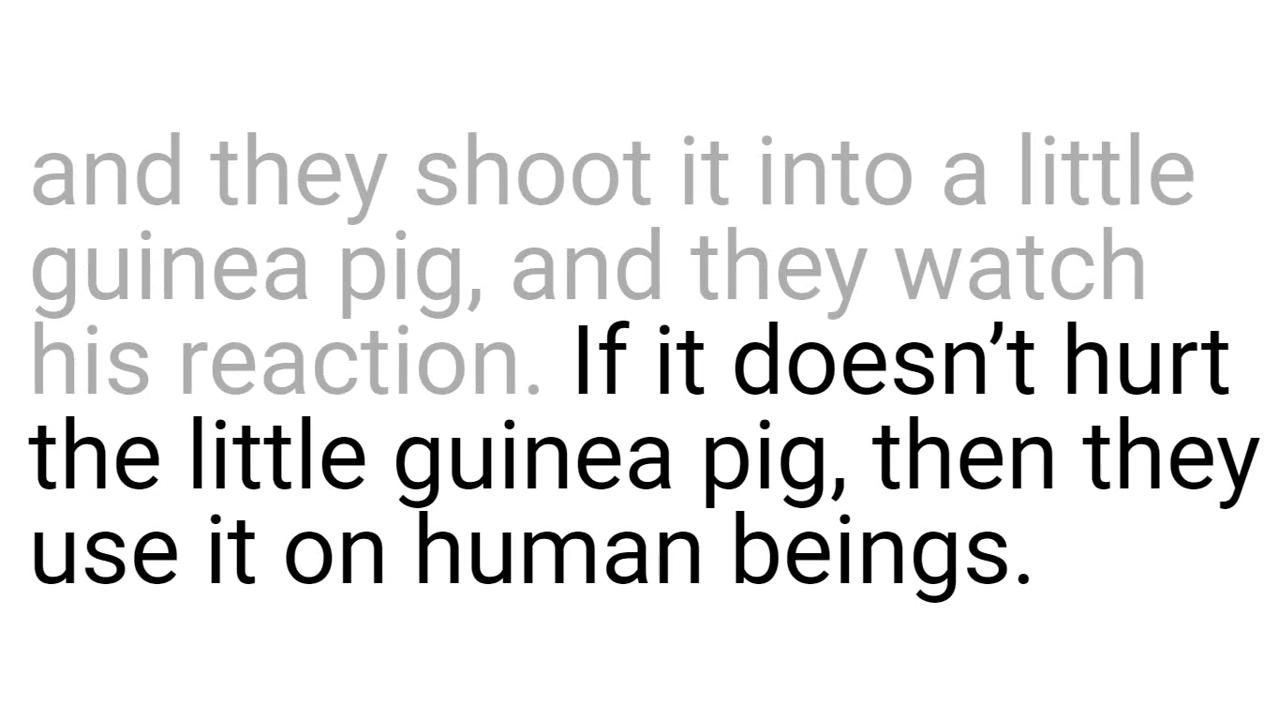 and they shoot it into a little
guinea pig, and they watch
his reaction. If it doesn’t hurt
the little guinea pig, then they
use it on human beings.